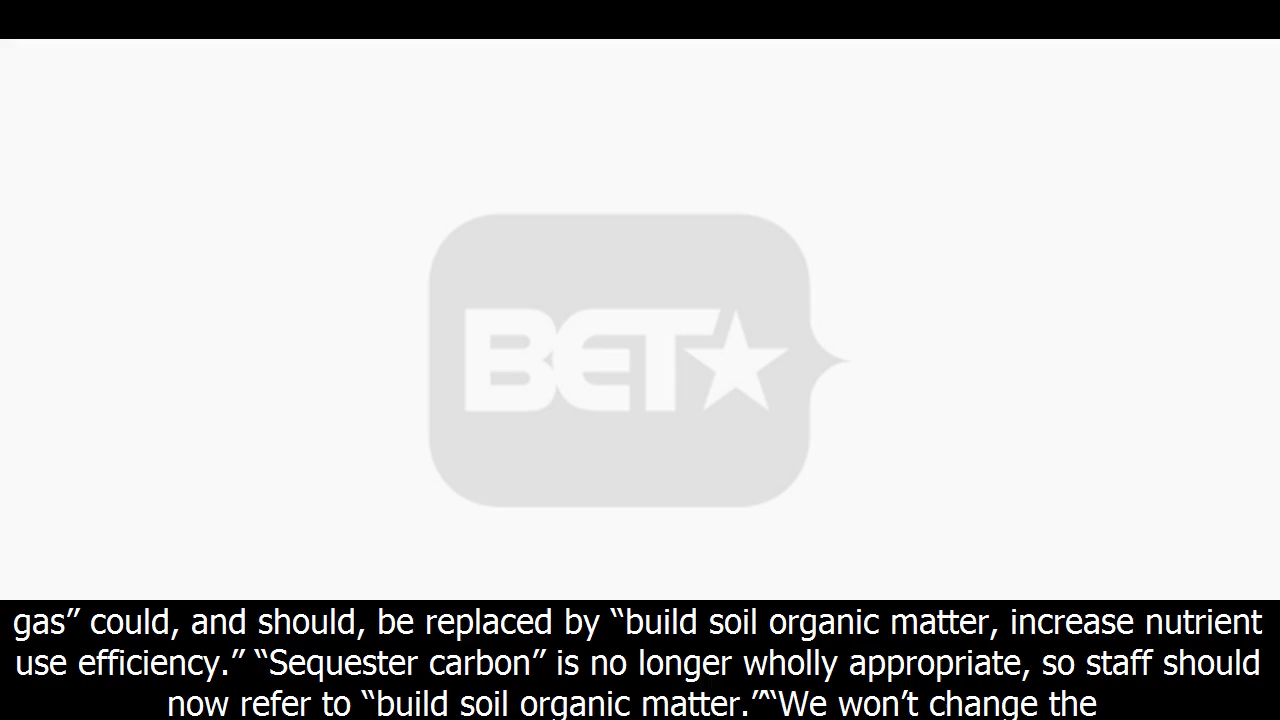 BET
gas” could, and should, be replaced by “build soil organic matter, increase nutrient
use efficiency.” “Sequester carbon” is no longer wholly appropriate, so staff should
now refer to “build soil organic matter.”“We won’t change the